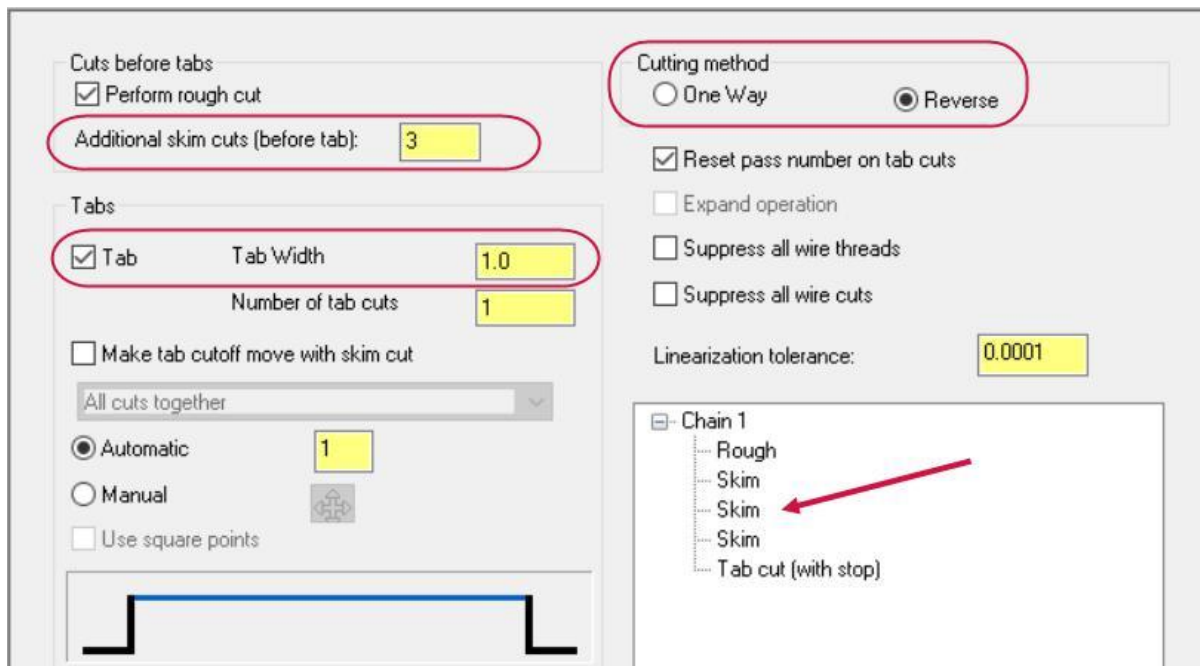 Cuts before tabs
Perform rough cut
Additional skim cuts (before tab): 3
Tabs
Tab Tab Width 1.0
Number of tab cuts 1
Make tab cutoff move with skim cut
All cuts together
Automatic 1
Manual
Use square points
Cutting method
One Way Reverse
Reset pass number on tab cuts
Expand operation
Suppress all wire threads
Suppress all wire cuts
Linearization tolerance: 0.0001
Chain 1
Rough
Skim
Skim
Skim
Tab cut (with stop)